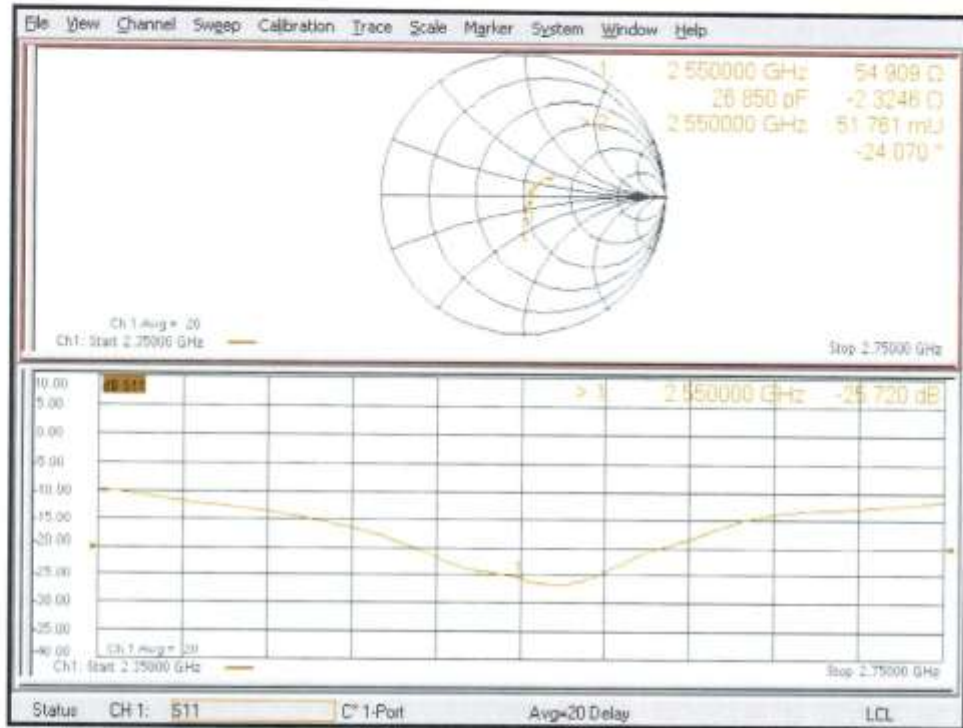 File View Channel Sweep Calibration Trace Scale Marker System Window Help
1 2.550000 GHz 54.909 Ω
26.850 pF -2.3246 Ω
> 2 2.550000 GHz 51.761 mU
-24.070 °
Ch 1 Avg = 20
Ch1: Start 2.35000 GHz
Stop 2.75000 GHz
10.00
dB S11
> 1 2.550000 GHz -25.720 dB
5.00
0.00
-5.00
-10.00
-15.00
-20.00
-25.00
-30.00
-35.00
-40.00
Ch 1 Avg = 20
Ch1: Start 2.35000 GHz
Stop 2.75000 GHz
Status CH 1: S11 C* 1-Port Avg=20 Delay LCL